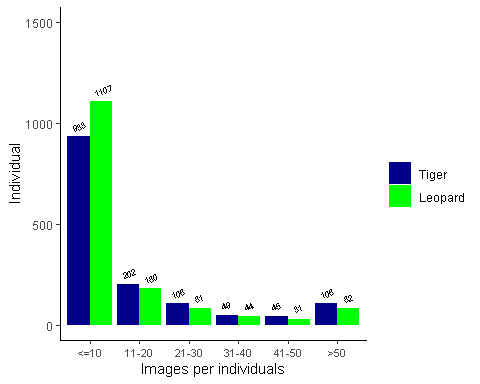 1500
1000
500
0
Individual
933 1107
202 180
106 81
49 44
45 31
106 82
<=10 11-20 21-30 31-40 41-50 >50
Images per individuals
Tiger
Leopard